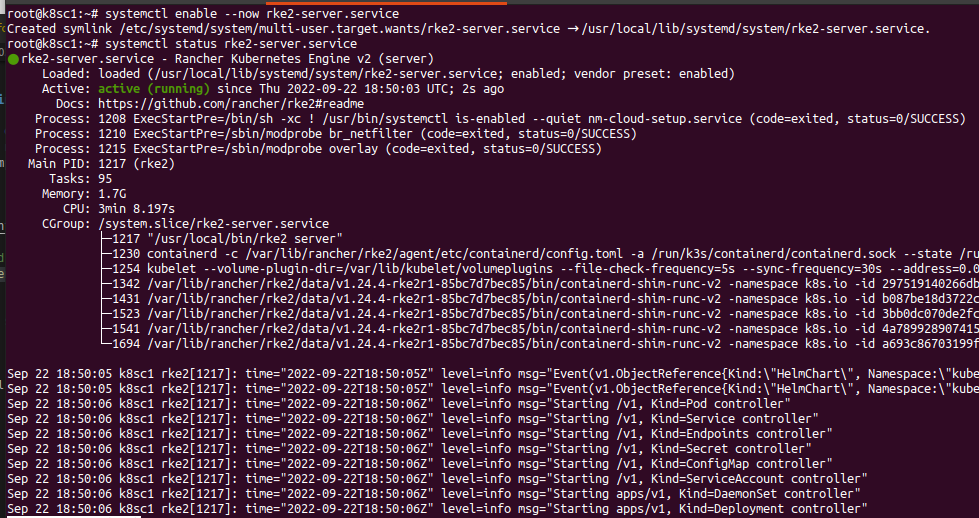 root@k8sc1:~# systemctl enable --now rke2-server.service
Created symlink /etc/systemd/system/multi-user.target.wants/rke2-server.service → /usr/local/lib/systemd/system/rke2-server.service.
root@k8sc1:~# systemctl status rke2-server.service
● rke2-server.service - Rancher Kubernetes Engine v2 (server)
Loaded: loaded (/usr/local/lib/systemd/system/rke2-server.service; enabled; vendor preset: enabled)
Active: active (running) since Thu 2022-09-22 18:50:03 UTC; 2s ago
Docs: https://github.com/rancher/rke2#readme
Process: 1208 ExecStartPre=/bin/sh -xc ! /usr/bin/systemctl is-enabled --quiet nm-cloud-setup.service (code=exited, status=0/SUCCESS)
Process: 1210 ExecStartPre=/sbin/modprobe br_netfilter (code=exited, status=0/SUCCESS)
Process: 1215 ExecStartPre=/sbin/modprobe overlay (code=exited, status=0/SUCCESS)
Main PID: 1217 (rke2)
Tasks: 95
Memory: 1.7G
CPU: 3min 8.197s
CGroup: /system.slice/rke2-server.service
├─1217 "/usr/local/bin/rke2 server"
├─1230 containerd -c /var/lib/rancher/rke2/agent/etc/containerd/config.toml -a /run/k3s/containerd/containerd.sock --state /ru
├─1254 kubelet --volume-plugin-dir=/var/lib/kubelet/volumeplugins --file-check-frequency=5s --sync-frequency=30s --address=0.0
├─1342 /var/lib/rancher/rke2/data/v1.24.4-rke2r1-85bc7d7bec85/bin/containerd-shim-runc-v2 -namespace k8s.io -id 297519140266db
├─1431 /var/lib/rancher/rke2/data/v1.24.4-rke2r1-85bc7d7bec85/bin/containerd-shim-runc-v2 -namespace k8s.io -id b087be18d3722c
├─1523 /var/lib/rancher/rke2/data/v1.24.4-rke2r1-85bc7d7bec85/bin/containerd-shim-runc-v2 -namespace k8s.io -id 3bb0dc070de2fc
├─1541 /var/lib/rancher/rke2/data/v1.24.4-rke2r1-85bc7d7bec85/bin/containerd-shim-runc-v2 -namespace k8s.io -id 4a789928907415
└─1694 /var/lib/rancher/rke2/data/v1.24.4-rke2r1-85bc7d7bec85/bin/containerd-shim-runc-v2 -namespace k8s.io -id a693c86703199f
Sep 22 18:50:05 k8sc1 rke2[1217]: time="2022-09-22T18:50:05Z" level=info msg="Event(v1.ObjectReference{Kind:\"HelmChart\", Namespace:\"kube
Sep 22 18:50:05 k8sc1 rke2[1217]: time="2022-09-22T18:50:05Z" level=info msg="Event(v1.ObjectReference{Kind:\"HelmChart\", Namespace:\"kube
Sep 22 18:50:06 k8sc1 rke2[1217]: time="2022-09-22T18:50:06Z" level=info msg="Starting /v1, Kind=Pod controller"
Sep 22 18:50:06 k8sc1 rke2[1217]: time="2022-09-22T18:50:06Z" level=info msg="Starting /v1, Kind=Service controller"
Sep 22 18:50:06 k8sc1 rke2[1217]: time="2022-09-22T18:50:06Z" level=info msg="Starting /v1, Kind=Endpoints controller"
Sep 22 18:50:06 k8sc1 rke2[1217]: time="2022-09-22T18:50:06Z" level=info msg="Starting /v1, Kind=Secret controller"
Sep 22 18:50:06 k8sc1 rke2[1217]: time="2022-09-22T18:50:06Z" level=info msg="Starting /v1, Kind=ConfigMap controller"
Sep 22 18:50:06 k8sc1 rke2[1217]: time="2022-09-22T18:50:06Z" level=info msg="Starting /v1, Kind=ServiceAccount controller"
Sep 22 18:50:06 k8sc1 rke2[1217]: time="2022-09-22T18:50:06Z" level=info msg="Starting apps/v1, Kind=DaemonSet controller"
Sep 22 18:50:06 k8sc1 rke2[1217]: time="2022-09-22T18:50:06Z" level=info msg="Starting apps/v1, Kind=Deployment controller"